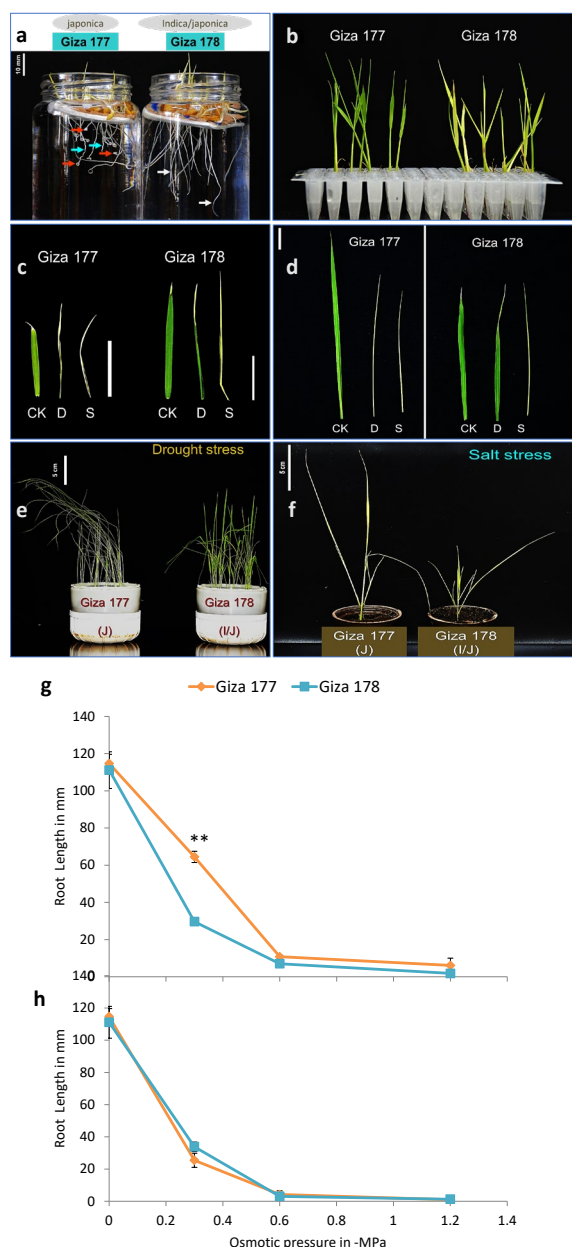 japonica
Indica/japonica
a
Giza 177
Giza 178
10 mm
b
Giza 177
Giza 178
c
Giza 177
Giza 178
CK D S
CK D S
d
Giza 177
Giza 178
CK D S
CK D S
Drought stress
5 cm
e
Giza 177
Giza 178
(J)
(I/J)
Salt stress
5 cm
f
Giza 177
(J)
Giza 178
(I/J)
g
Giza 177
Giza 178
Root Length in mm
140
120
100
80
60
40
20
0
**
h
Root Length in mm
140
120
100
80
60
40
20
0
0 0.2 0.4 0.6 0.8 1 1.2 1.4
Osmotic pressure in -MPa